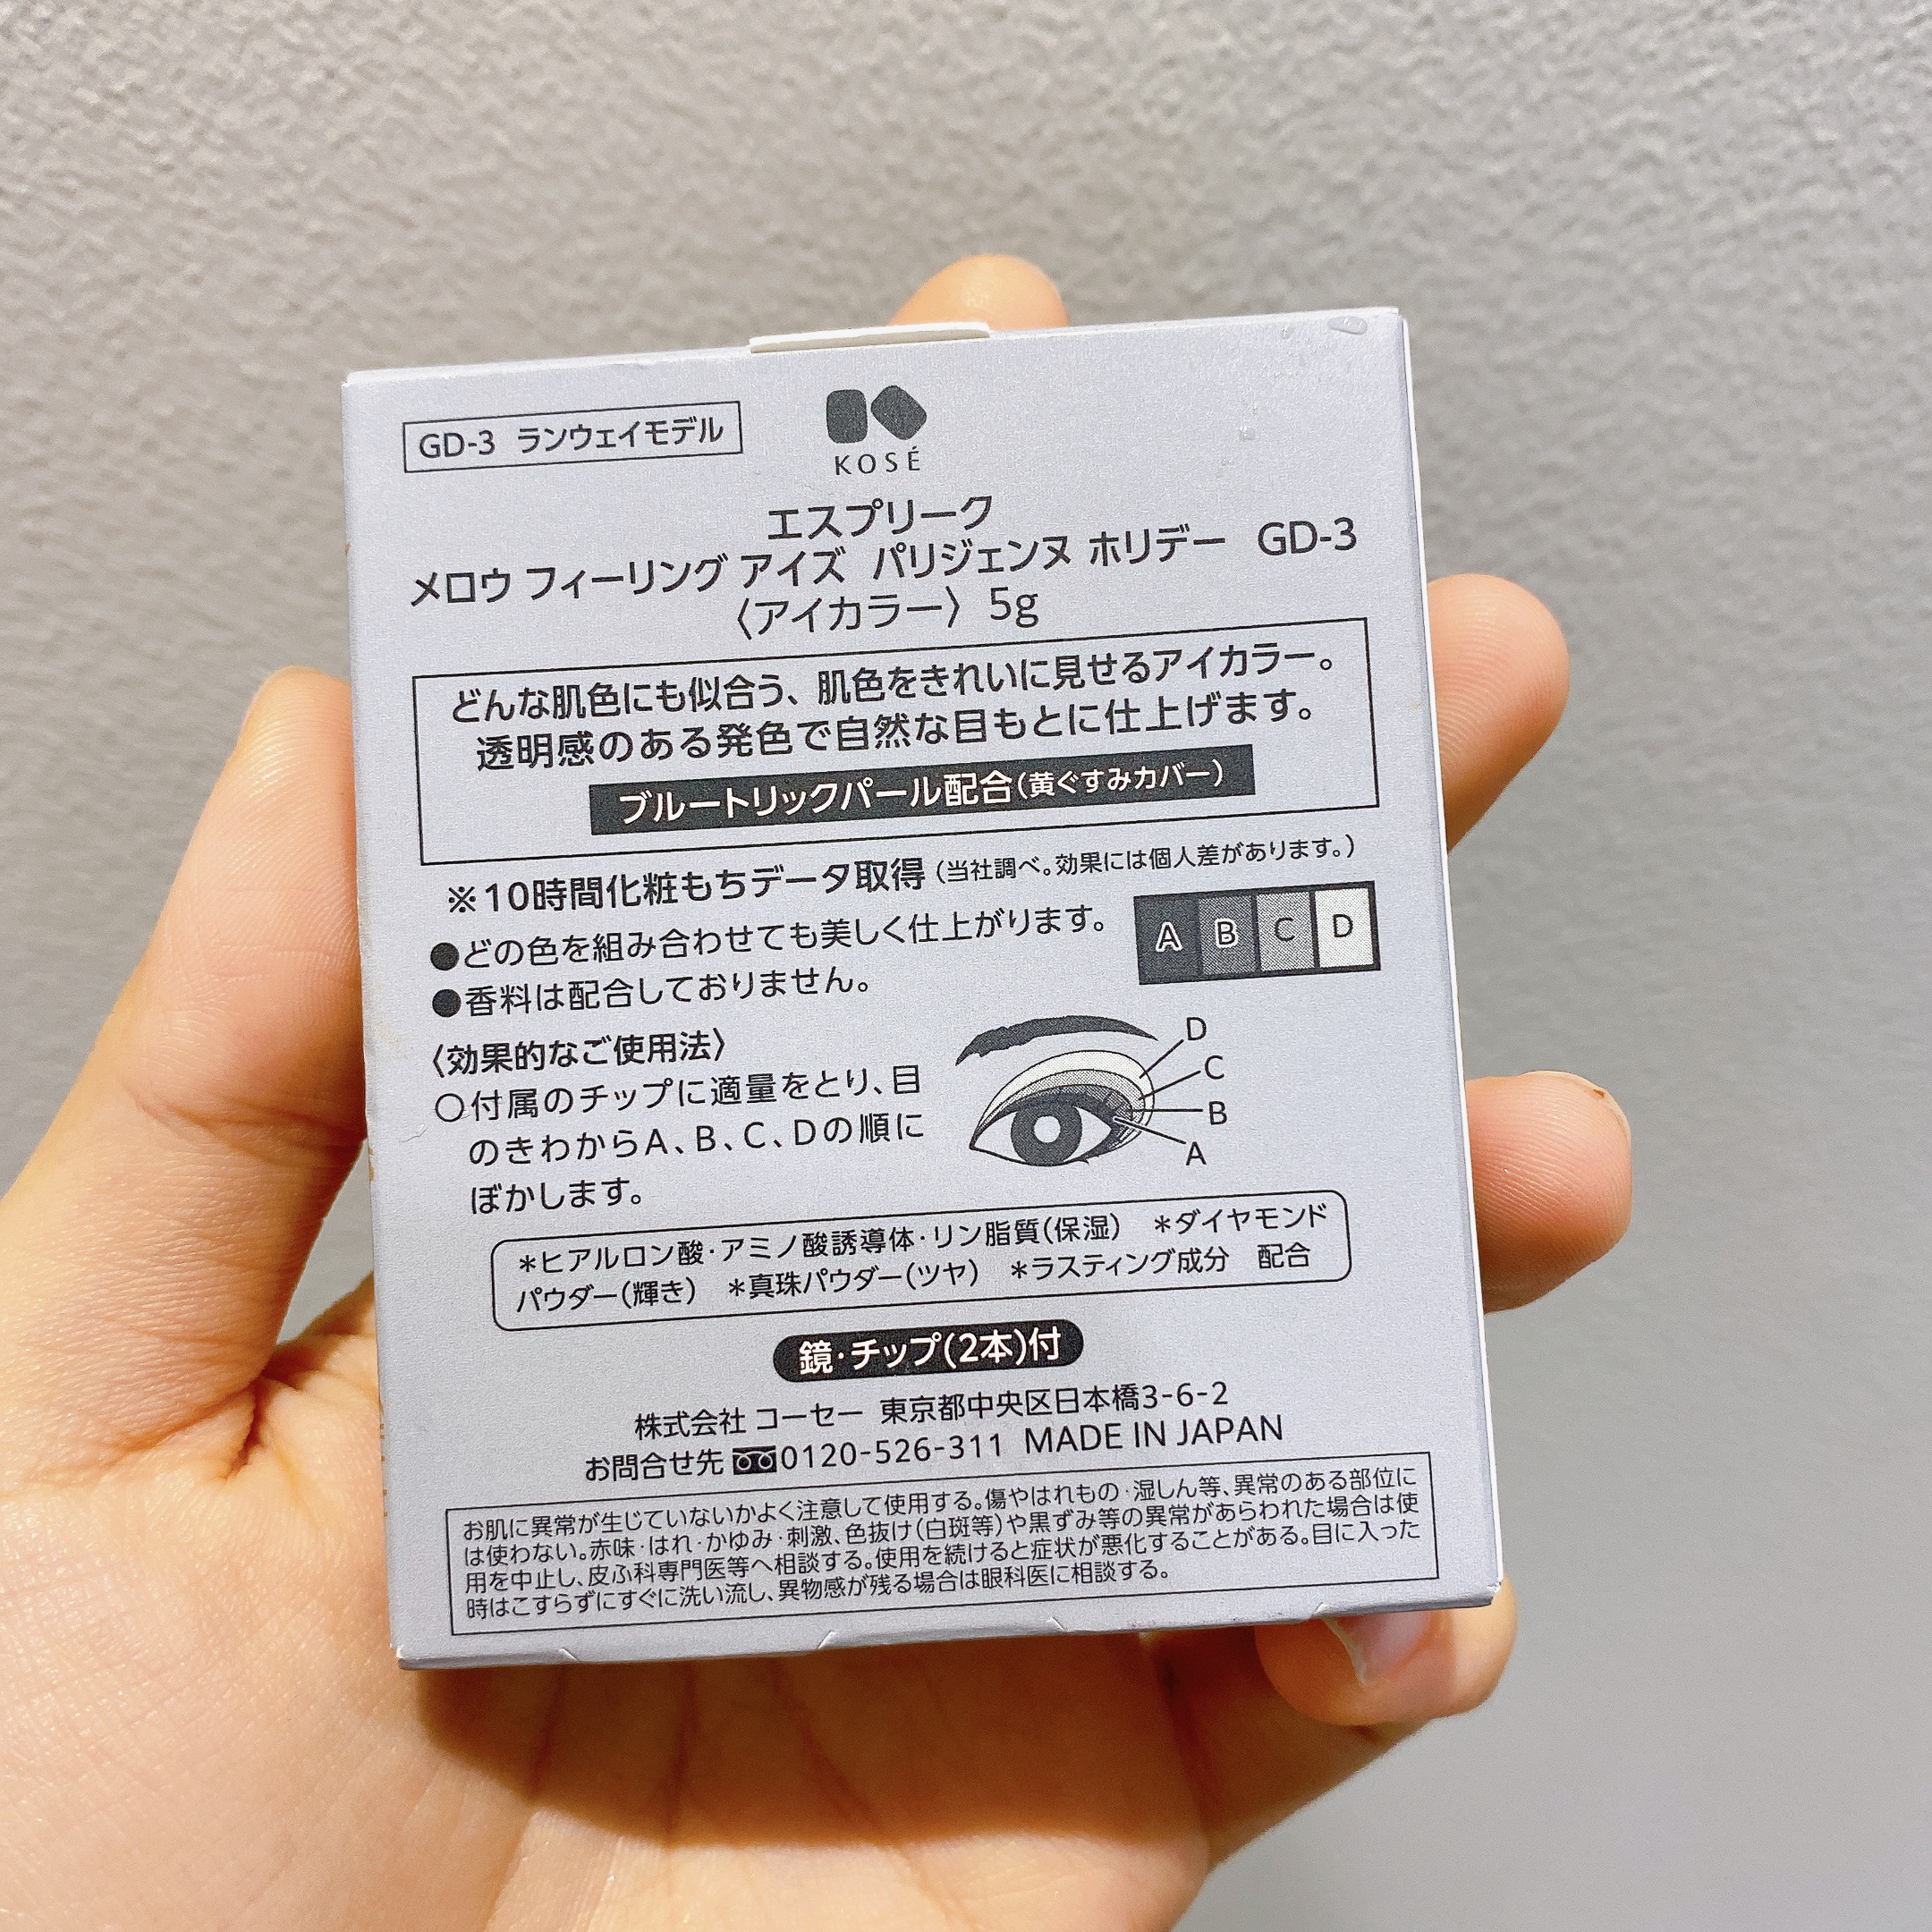 GD-3 ランウェイモデル
KOSÉ
エスプリーク
メロウ フィーリング アイズ パリジェンヌ ホリデー GD-3
〈アイカラー〉 5g
どんな肌色にも似合う、肌色をきれいに見せるアイカラー。
透明感のある発色で自然な目もとに仕上げます。
ブルートリックパール配合(黄ぐすみカバー)
※10時間化粧もちデータ取得(当社調べ。効果には個人差があります。)
●どの色を組み合わせても美しく仕上がります。
●香料は配合しておりません。
A B C D
〈効果的なご使用法〉
○付属のチップに適量をとり、目
のきわからA、B、C、Dの順に
ぼかします。
D
C
B
A
*ヒアルロン酸・アミノ酸誘導体・リン脂質(保湿) *ダイヤモンド
パウダー(輝き) *真珠パウダー(ツヤ) *ラスティング成分 配合
鏡・チップ(2本)付
株式会社 コーセー 東京都中央区日本橋3-6-2
お問合せ先 0120-526-311 MADE IN JAPAN
お肌に異常が生じていないかよく注意して使用する。傷やはれもの・湿しん等、異常のある部位に
は使わない。赤味・はれ・かゆみ・刺激、色抜け(白斑等)や黒ずみ等の異常があらわれた場合は使
用を中止し、皮ふ科専門医等へ相談する。使用を続けると症状が悪化することがある。目に入った
時はこすらずにすぐに洗い流し、異物感が残る場合は眼科医に相談する。